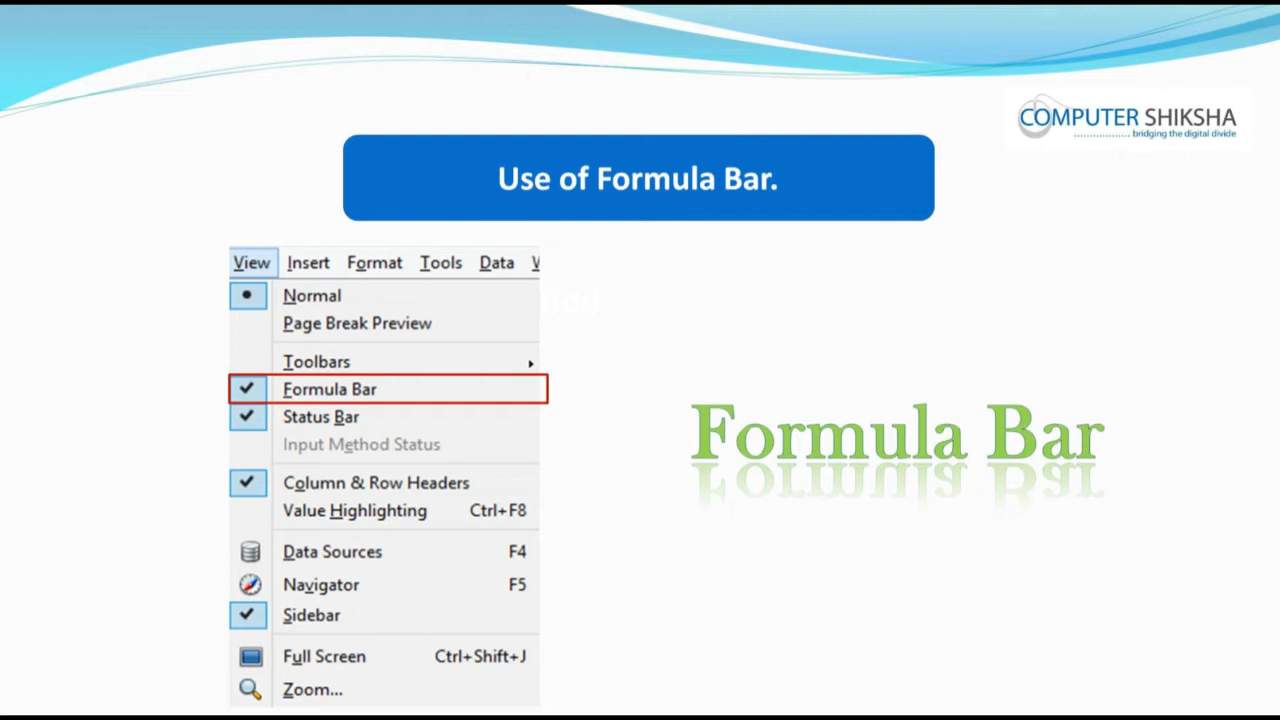 COMPUTER SHIKSHA
bridging the digital divide
Use of Formula Bar.
View Insert Format Tools Data
Normal
Page Break Preview
Toolbars
Formula Bar
Status Bar
Input Method Status
Column & Row Headers
Value Highlighting Ctrl+F8
Data Sources F4
Navigator F5
Sidebar
Full Screen Ctrl+Shift+J
Zoom...
Formula Bar